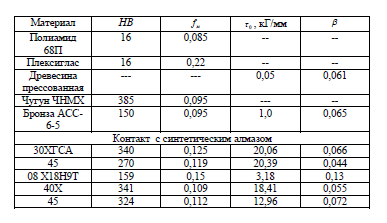 Материал HB fм τ0, кГ/мм β
Полиамид 68П 16 0,085 -- --
Плексиглас 16 0,22 -- --
Древесина прессованная --- --- 0,05 0,061
Чугун ЧНМХ 385 0,095 --- --
Бронза АСС-6-5 150 0,095 1,0 0,065
Контакт с синтетическим алмазом
30ХГСА 340 0,125 20,06 0,066
45 270 0,119 20,39 0,044
08 Х18Н9Т 159 0,15 3,18 0,13
40Х 341 0,109 18,41 0,055
45 324 0,112 12,96 0,072